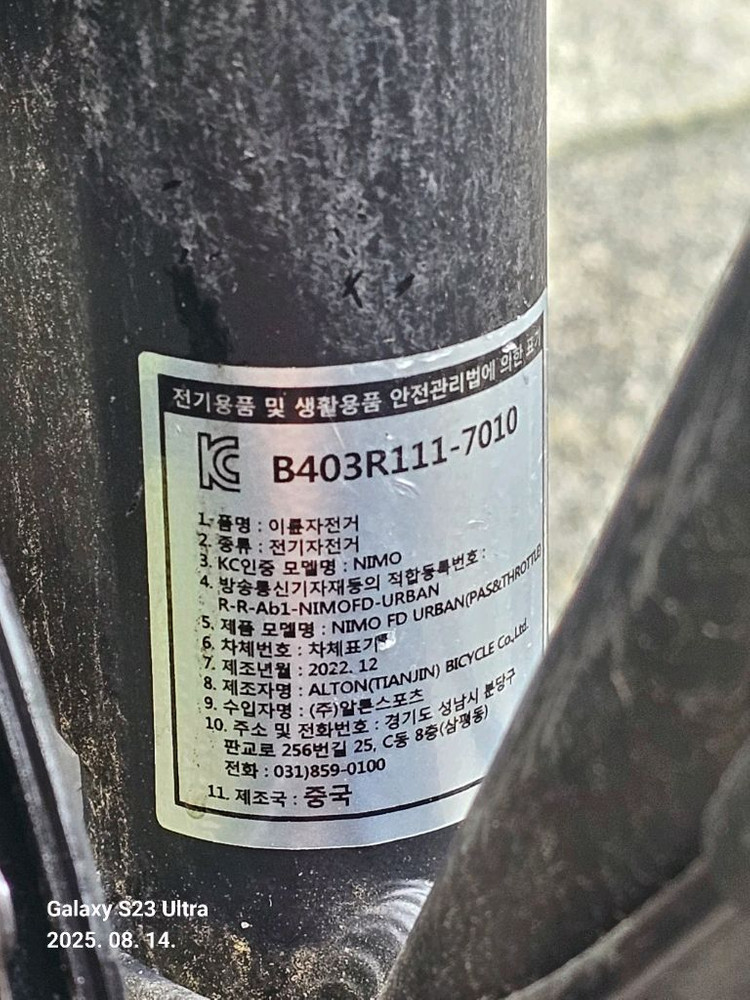 전기용품 및 생활용품 안전관리법에 의한 표기
KC B403R111-7010
1. 품명 : 이륜자전거
2. 종류 : 전기자전거
3. KC인증 모델명 : NIMO
4. 방송통신기자재등의 적합등록번호 :
R-R-Ab1-NIMOFD-URBAN
5. 제품 모델명 : NIMO FD URBAN(PAS&THROTTLE)
6. 차체번호 : 차체표기
7. 제조년월 : 2022. 12
8. 제조자명 : ALTON(TIANJIN) BICYCLE Co.,Ltd.
9. 수입자명 : (주)알톤스포츠
10. 주소 및 전화번호 : 경기도 성남시 분당구
판교로 256번길 25, C동 8층(삼평동)
전화 : 031)859-0100
11. 제조국 : 중국
Galaxy S23 Ultra
2025. 08. 14.